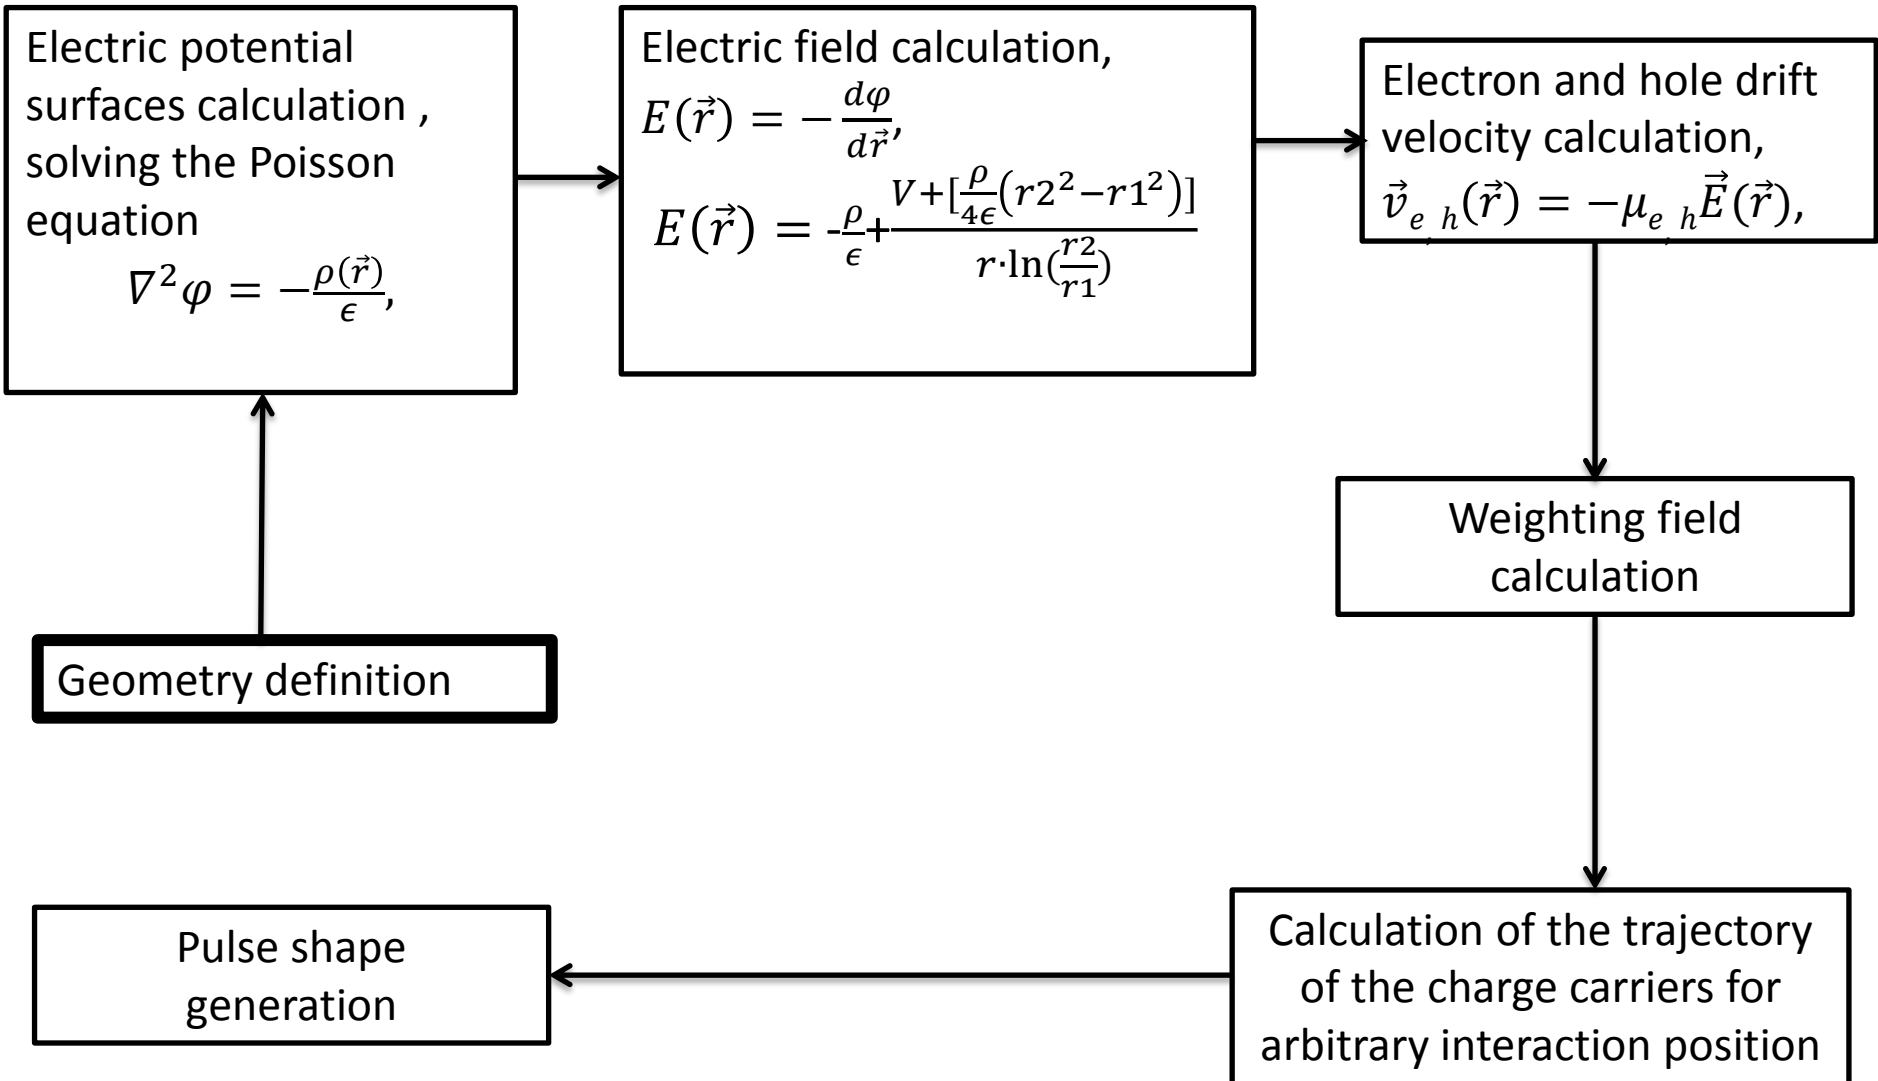 Electric potential
surfaces calculation ,
solving the Poisson
equation
∇²φ = −ρ(r⃗)/ϵ,
Electric field calculation,
E(r⃗) = − dφ/dr⃗,
E(r⃗) = -ρ/ϵ+(V+[ρ/4ϵ(r2²−r1²)])/(r·ln(r2/r1))
Electron and hole drift
velocity calculation,
v⃗e, h(r⃗) = −μe, hE⃗(r⃗),
Weighting field
calculation
Geometry definition
Calculation of the trajectory
of the charge carriers for
arbitrary interaction position
Pulse shape
generation